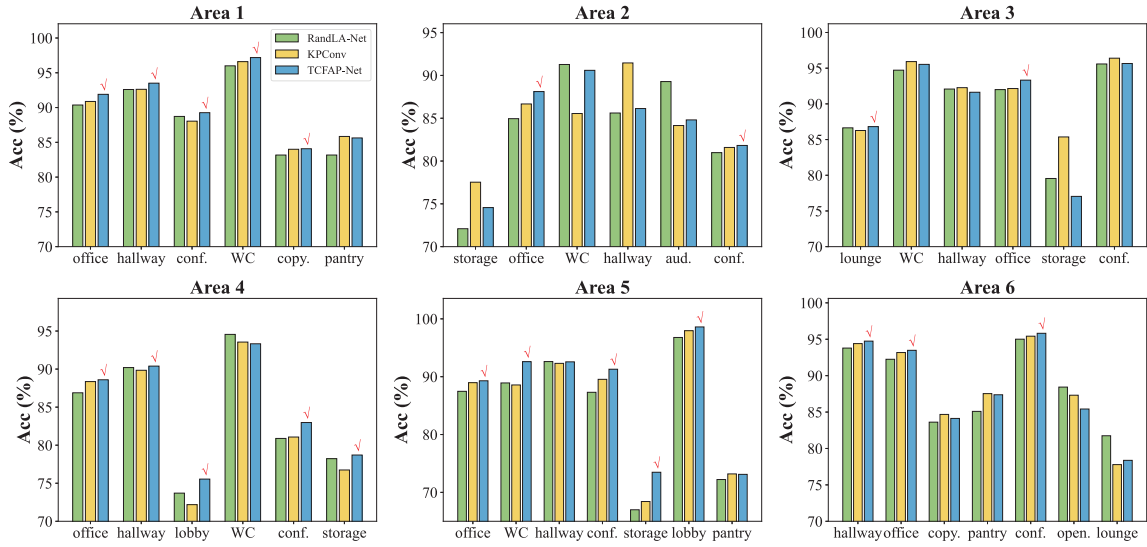 Area 1
Acc (%)
100
95
90
85
80
75
70
office hallway conf. WC copy. pantry
RandLA-Net
KPConv
TCFAP-Net
√ √ √ √ √
Area 2
Acc (%)
95
90
85
80
75
70
storage office WC hallway aud. conf.
√ √
Area 3
Acc (%)
100
95
90
85
80
75
70
lounge WC hallway office storage conf.
√ √
Area 4
Acc (%)
95
90
85
80
75
70
office hallway lobby WC conf. storage
√ √ √ √ √
Area 5
Acc (%)
100
90
80
70
office WC hallway conf. storage lobby pantry
√ √ √ √ √
Area 6
Acc (%)
100
95
90
85
80
75
70
hallway office copy. pantry conf. open. lounge
√ √ √